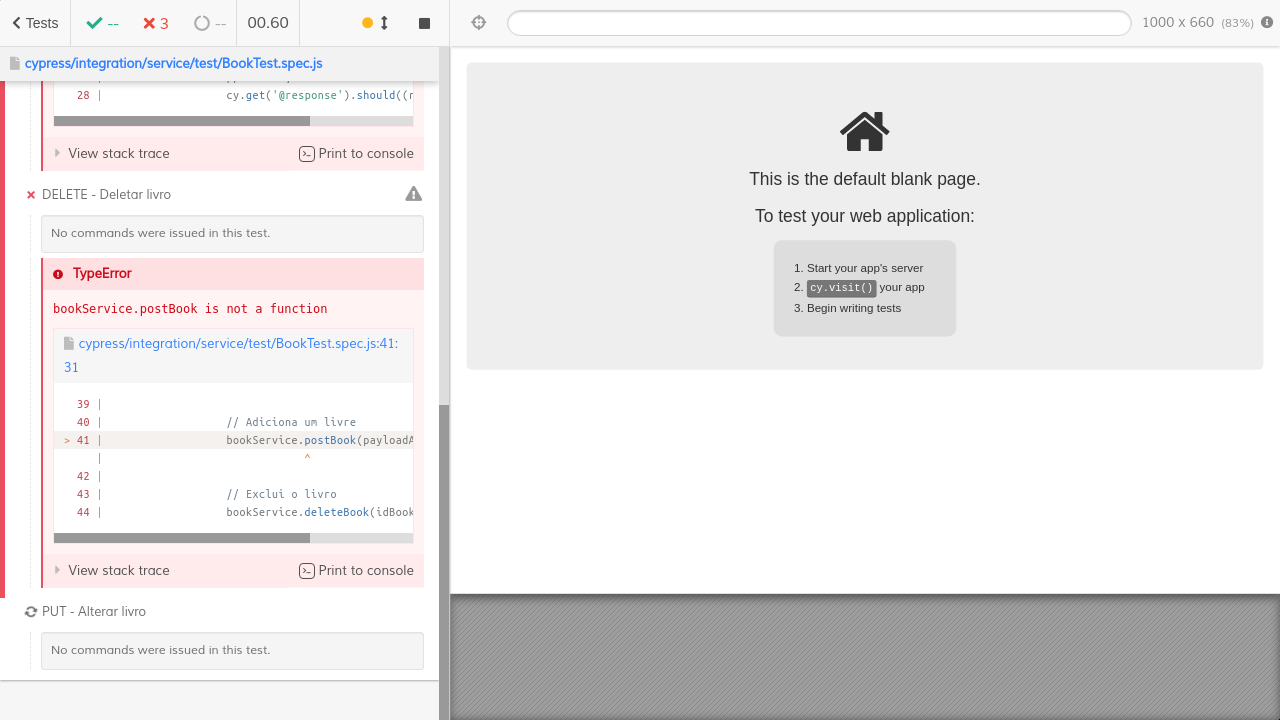 Tests
--
3
--
00.60
1000 x 660 (83%)
cypress/integration/service/test/BookTest.spec.js
28 | cy.get('@response').should((r
View stack trace
Print to console
DELETE - Deletar livro
No commands were issued in this test.
TypeError
bookService.postBook is not a function
cypress/integration/service/test/BookTest.spec.js:41:
31
39 |
40 | // Adiciona um livre
> 41 | bookService.postBook(payloadA
| ^
42 |
43 | // Exclui o livro
44 | bookService.deleteBook(idBook
View stack trace
Print to console
PUT - Alterar livro
No commands were issued in this test.
This is the default blank page.
To test your web application:
1. Start your app's server
2. cy.visit() your app
3. Begin writing tests